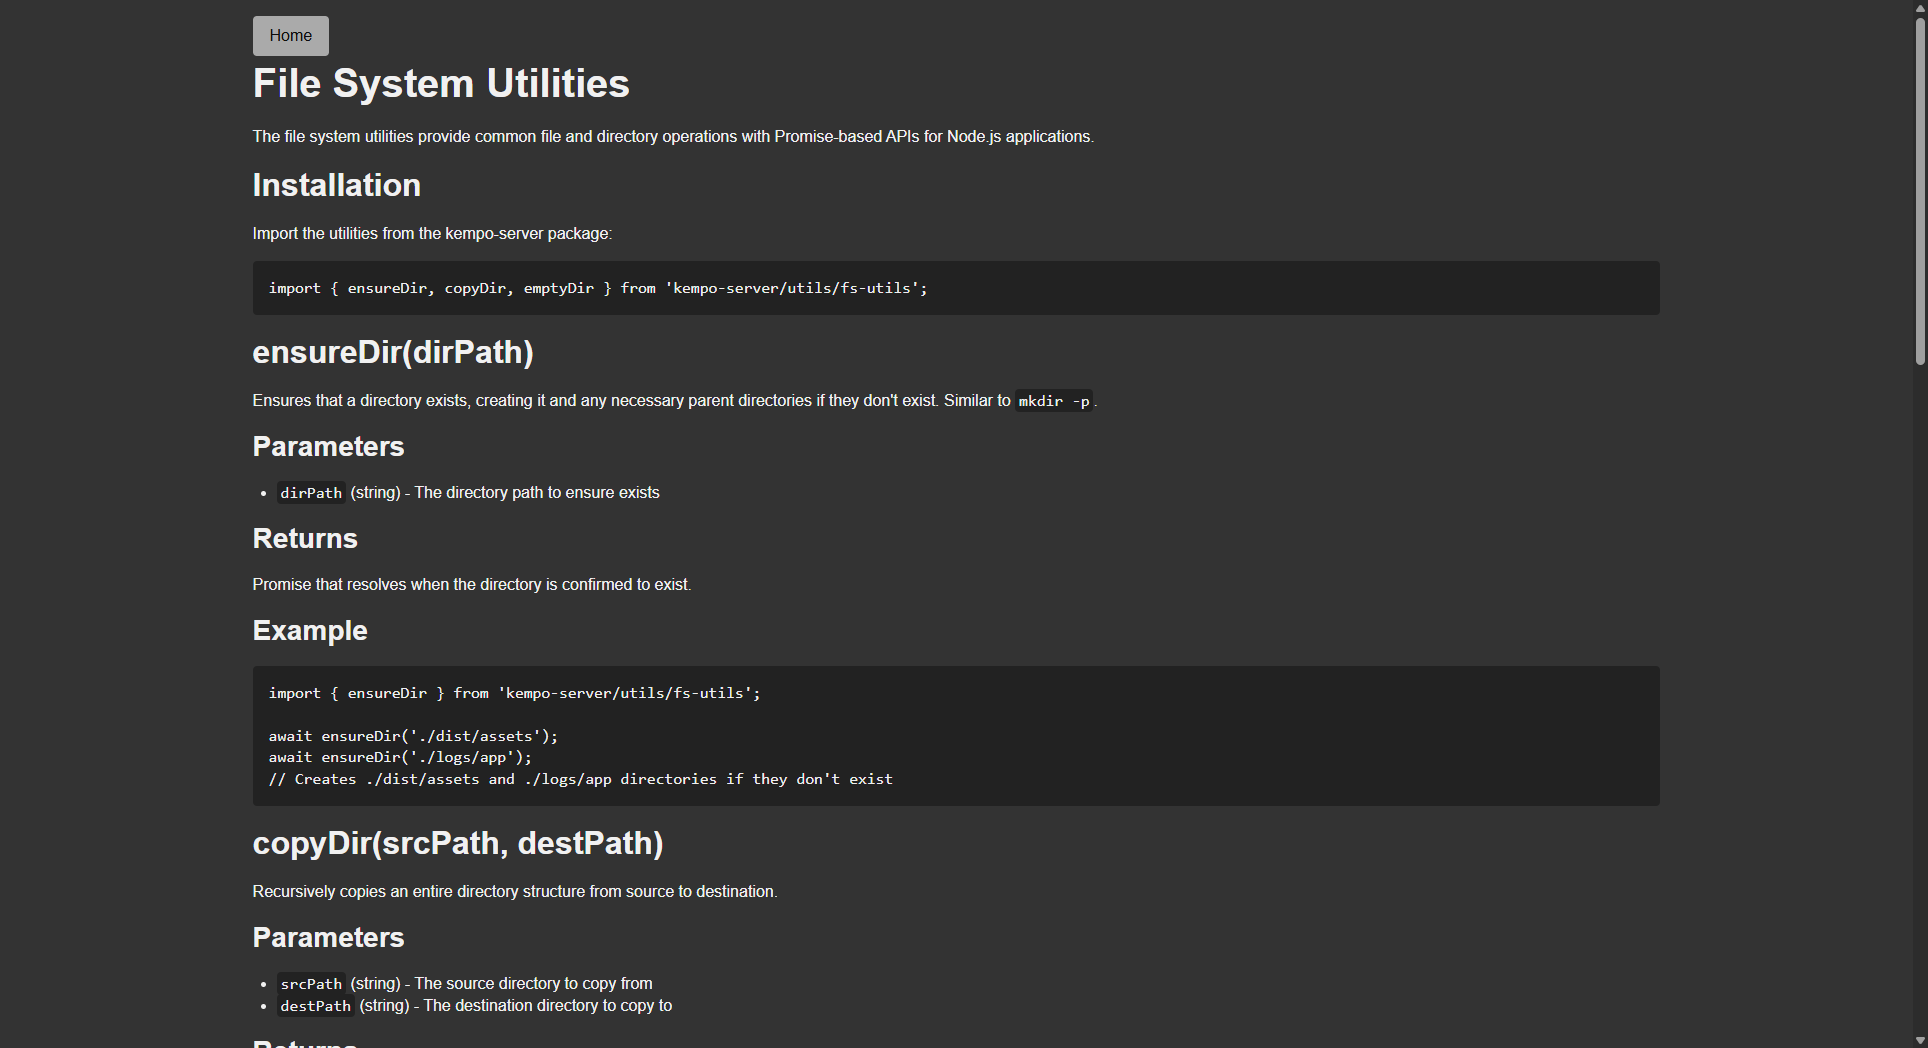 Home
File System Utilities
The file system utilities provide common file and directory operations with Promise-based APIs for Node.js applications.
Installation
Import the utilities from the kempo-server package:
import { ensureDir, copyDir, emptyDir } from 'kempo-server/utils/fs-utils';
ensureDir(dirPath)
Ensures that a directory exists, creating it and any necessary parent directories if they don't exist. Similar to mkdir -p.
Parameters
• dirPath (string) - The directory path to ensure exists
Returns
Promise that resolves when the directory is confirmed to exist.
Example
import { ensureDir } from 'kempo-server/utils/fs-utils';
await ensureDir('./dist/assets');
await ensureDir('./logs/app');
// Creates ./dist/assets and ./logs/app directories if they don't exist
copyDir(srcPath, destPath)
Recursively copies an entire directory structure from source to destination.
Parameters
• srcPath (string) - The source directory to copy from
• destPath (string) - The destination directory to copy to
Returns